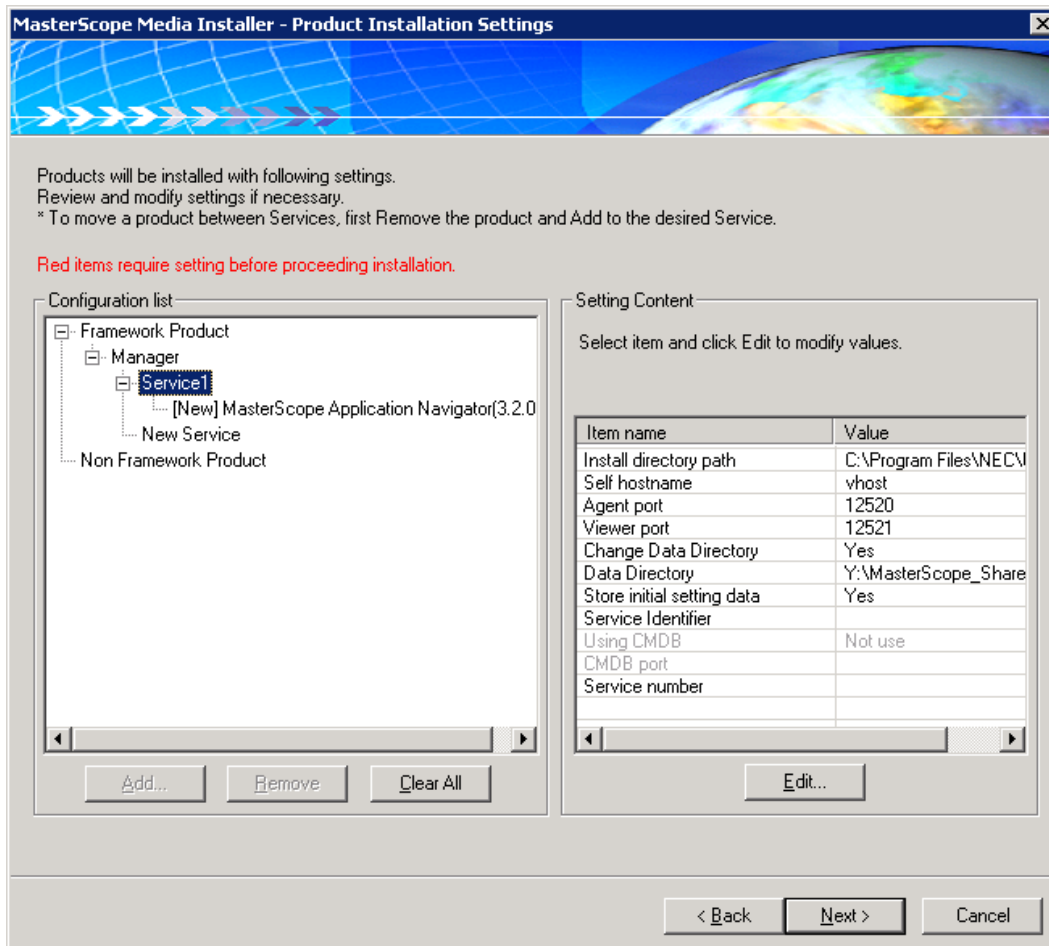 MasterScope Media Installer - Product Installation Settings
Products will be installed with following settings.
Review and modify settings if necessary.
* To move a product between Services, first Remove the product and Add to the desired Service.
Red items require setting before proceeding installation.
Configuration list
Framework Product
Manager
Service1
[New] MasterScope Application Navigator(3.2.0
New Service
Non Framework Product
Add...
Remove
Clear All
Setting Content
Select item and click Edit to modify values.
Item name Value
Install directory path C:\Program Files\NEC\
Self hostname vhost
Agent port 12520
Viewer port 12521
Change Data Directory Yes
Data Directory Y:\MasterScope_Share
Store initial setting data Yes
Service Identifier
Using CMDB Not use
CMDB port
Service number
Edit...
< Back
Next >
Cancel